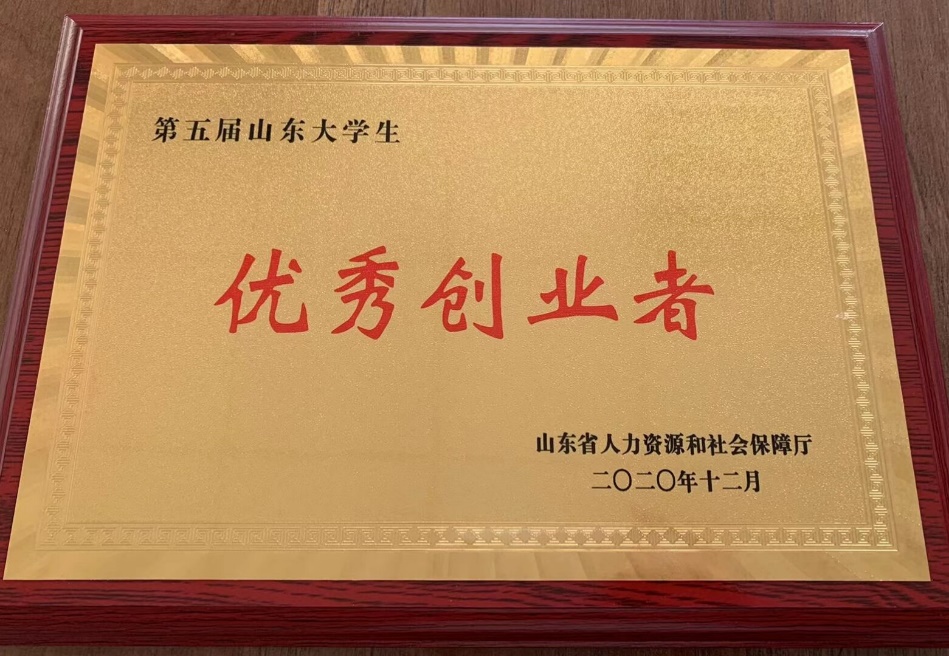 第五届山东大学生
优秀创业者
山东省人力资源和社会保障厅
二〇二〇年十二月